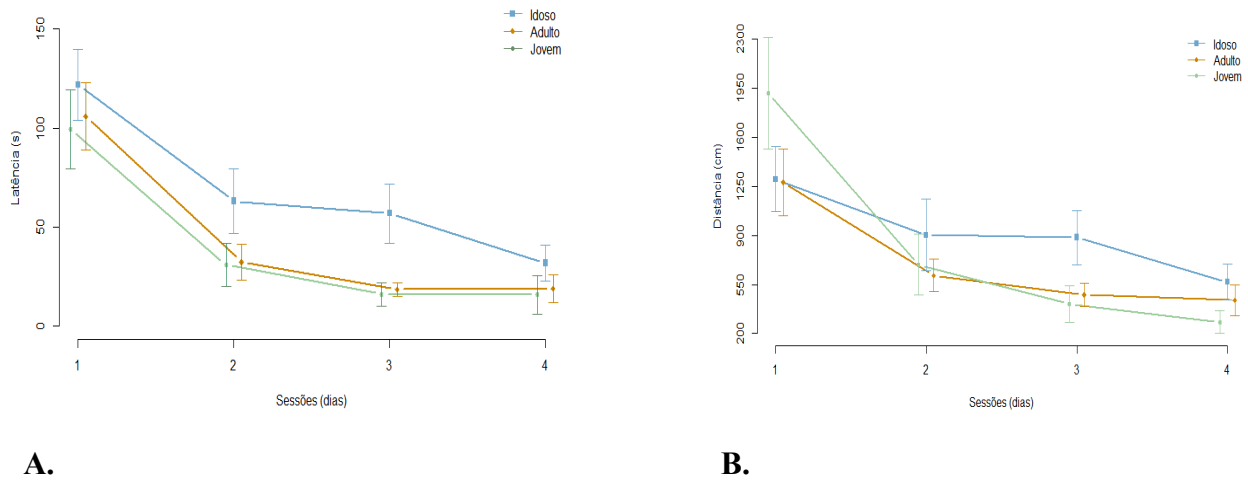 Idoso
Adulto
Jovem
150
100
50
0
Latência (s)
1 2 3 4
Sessões (dias)
A.
Idoso
Adulto
Jovem
2300
1950
1600
1250
900
550
200
Distância (cm)
1 2 3 4
Sessões (dias)
B.